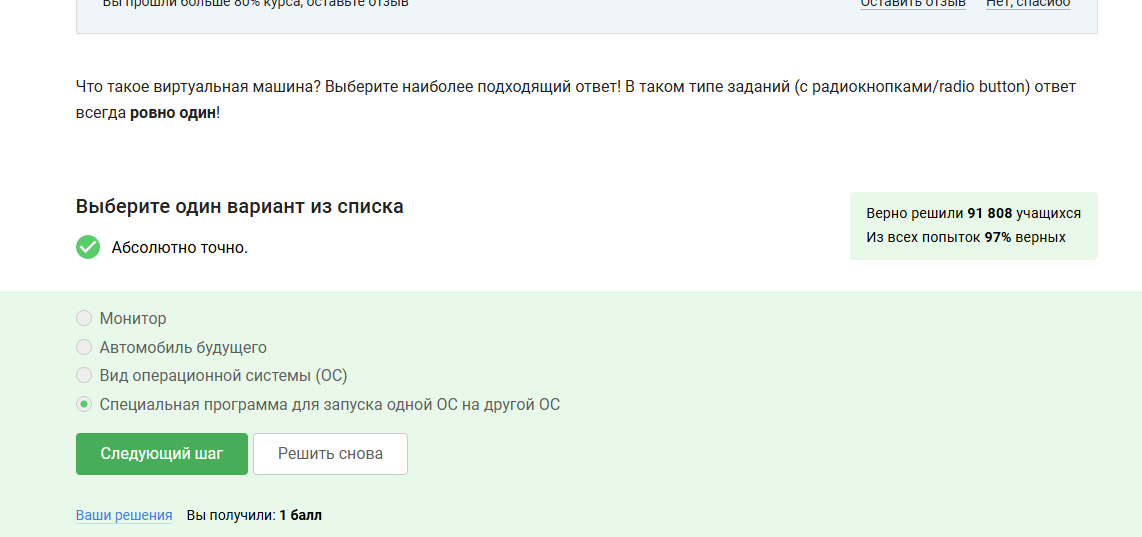 Вы прошли больше 80% курса, оставьте отзыв
Оставить отзыв Нет, спасибо
Что такое виртуальная машина? Выберите наиболее подходящий ответ! В таком типе заданий (с радиокнопками/radio button) ответ
всегда ровно один!
Выберите один вариант из списка
Абсолютно точно.
Верно решили 91 808 учащихся
Из всех попыток 97% верных
Монитор
Автомобиль будущего
Вид операционной системы (ОС)
Специальная программа для запуска одной ОС на другой ОС
Следующий шаг Решить снова
Ваши решения Вы получили: 1 балл